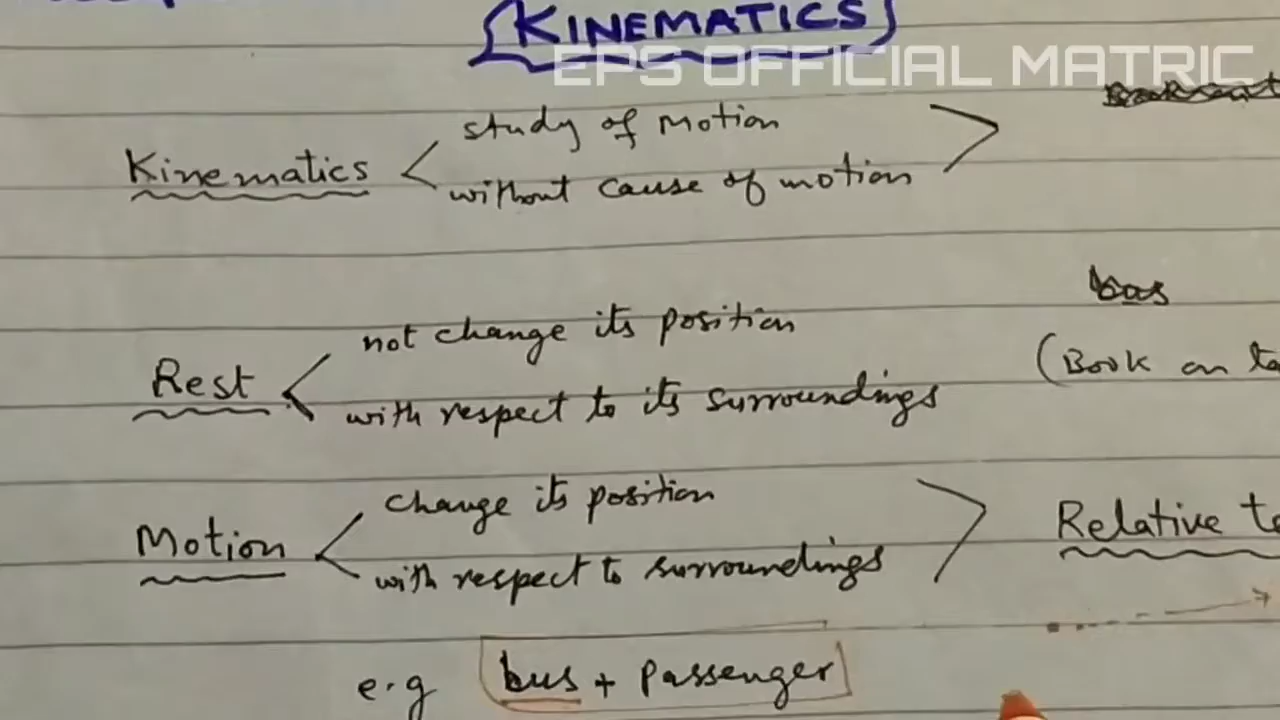 KINEMATICS
EPS OFFICIAL MATRIC
study of motion
Kinematics
without cause of motion
bus
not change its position
(Book on
Rest
with respect to its surroundings
change its position
Relative
Motion
with respect to surroundings
e.g bus + passenger